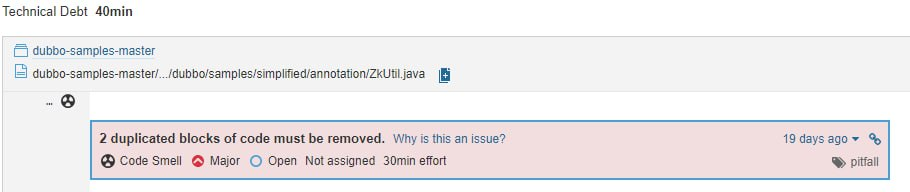 Technical Debt 40min
dubbo-samples-master
dubbo-samples-master/.../dubbo/samples/simplified/annotation/ZkUtil.java
...
2 duplicated blocks of code must be removed. Why is this an issue? 19 days ago
Code Smell Major Open Not assigned 30min effort pitfall